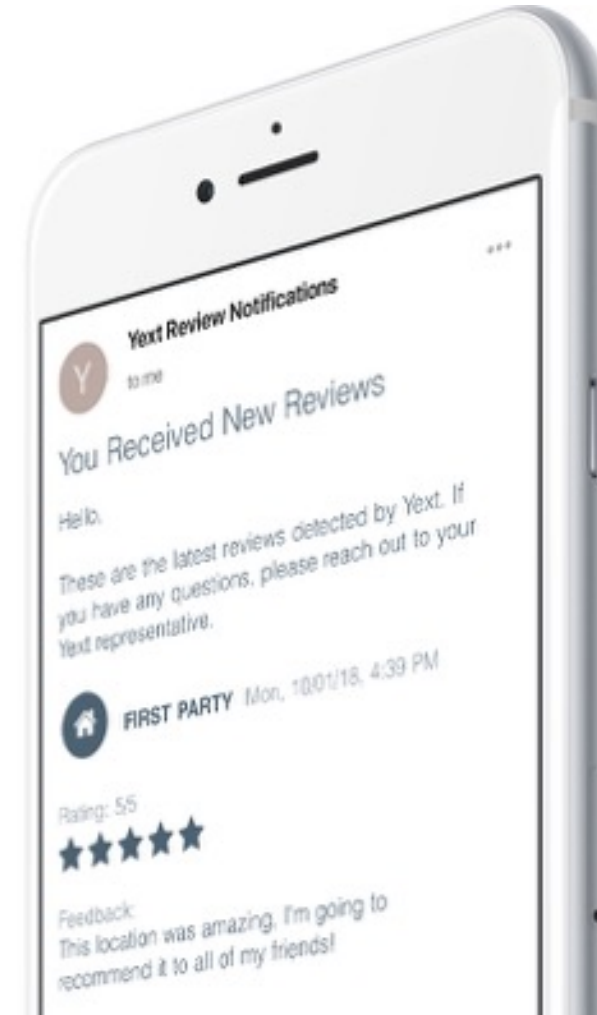 Yext Review Notifications
Y
to me
You Received New Reviews
Hello,
These are the latest reviews detected by Yext. If
you have any questions, please reach out to your
Yext representative.
FIRST PARTY Mon, 10/01/18, 4:39 PM
Rating: 5/5
Feedback:
This location was amazing, I'm going to
recommend it to all of my friends!